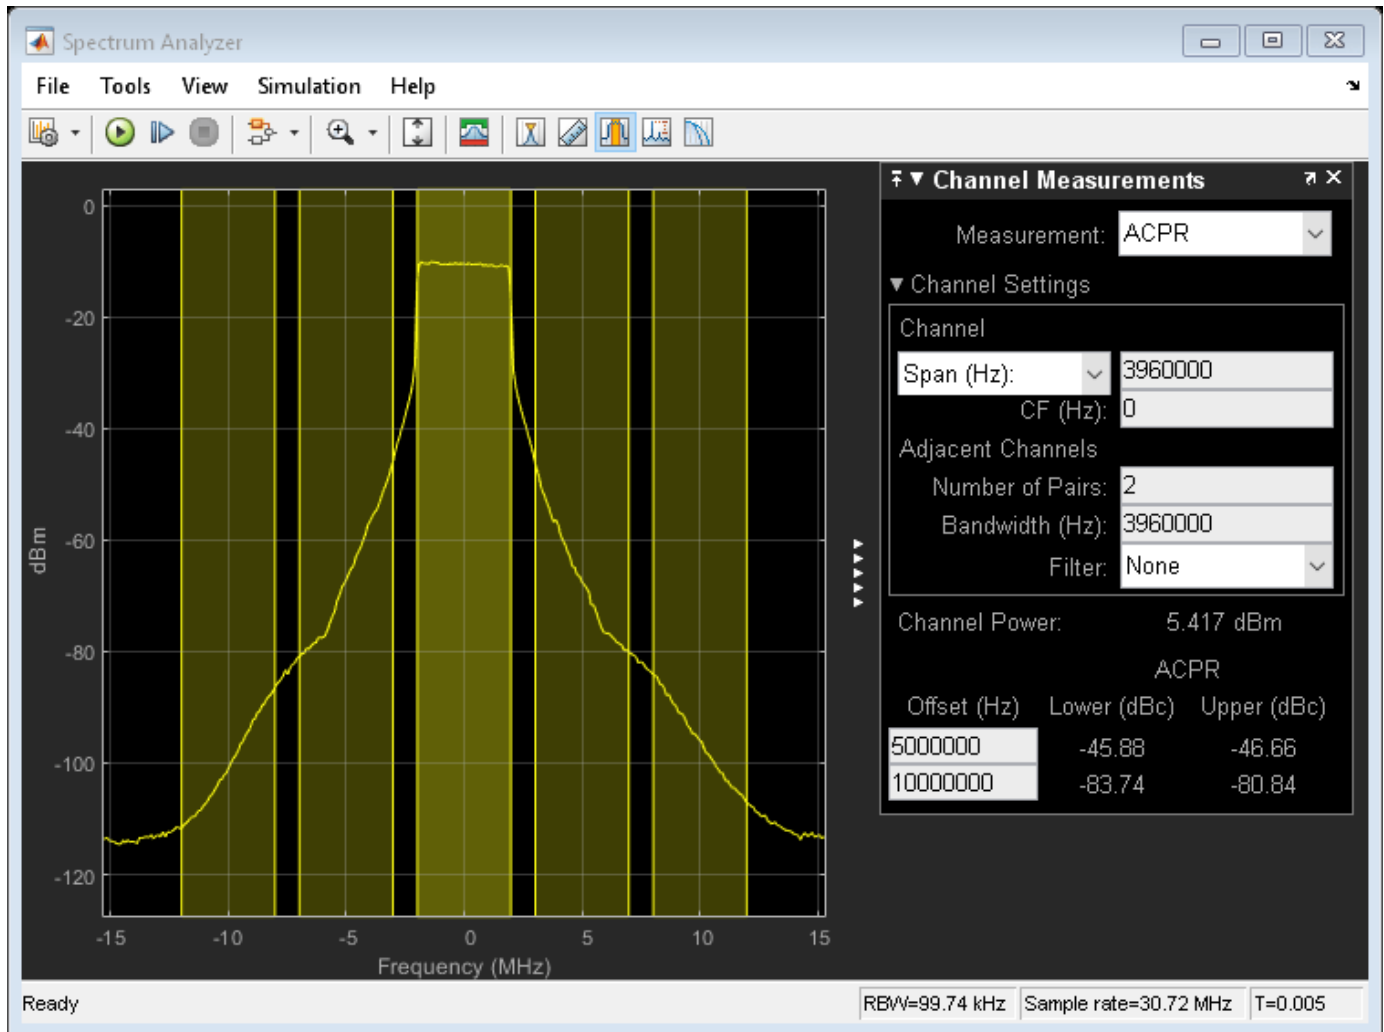 Spectrum Analyzer
File Tools View Simulation Help
Channel Measurements
Measurement: ACPR
Channel Settings
Channel
Span (Hz): 3960000
CF (Hz): 0
Adjacent Channels
Number of Pairs: 2
Bandwidth (Hz): 3960000
Filter: None
Channel Power: 5.417 dBm
ACPR
Offset (Hz) Lower (dBc) Upper (dBc)
5000000 -45.88 -46.66
10000000 -83.74 -80.84
0
-20
-40
-60
-80
-100
-120
dBm
-15 -10 -5 0 5 10 15
Frequency (MHz)
Ready RBW=99.74 kHz Sample rate=30.72 MHz T=0.005